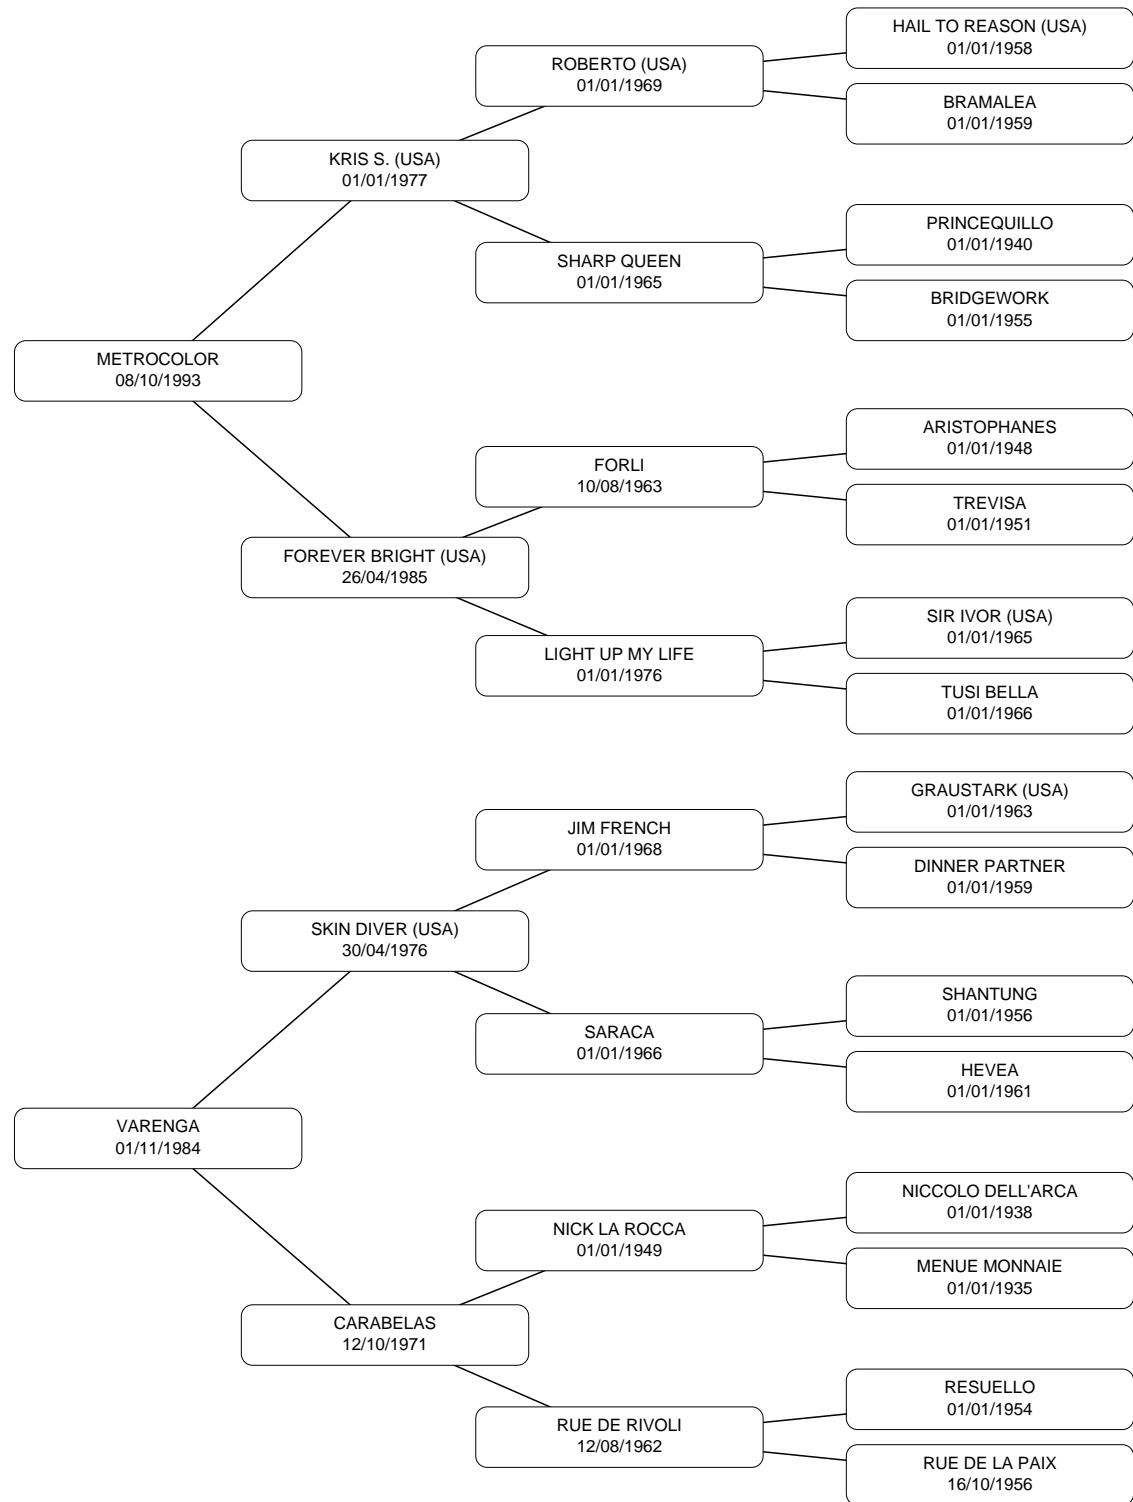 HAIL TO REASON (USA)
01/01/1958
ROBERTO (USA)
01/01/1969
BRAMALEA
01/01/1959
KRIS S. (USA)
01/01/1977
PRINCEQUILLO
01/01/1940
SHARP QUEEN
01/01/1965
BRIDGEWORK
01/01/1955
METROCOLOR
08/10/1993
ARISTOPHANES
01/01/1948
FORLI
10/08/1963
TREVISA
01/01/1951
FOREVER BRIGHT (USA)
26/04/1985
SIR IVOR (USA)
01/01/1965
LIGHT UP MY LIFE
01/01/1976
TUSI BELLA
01/01/1966
GRAUSTARK (USA)
01/01/1963
JIM FRENCH
01/01/1968
DINNER PARTNER
01/01/1959
SKIN DIVER (USA)
30/04/1976
SHANTUNG
01/01/1956
SARACA
01/01/1966
HEVEA
01/01/1961
VARENGA
01/11/1984
NICCOLO DELL'ARCA
01/01/1938
NICK LA ROCCA
01/01/1949
MENUE MONNAIE
01/01/1935
CARABELAS
12/10/1971
RESUELLO
01/01/1954
RUE DE RIVOLI
12/08/1962
RUE DE LA PAIX
16/10/1956